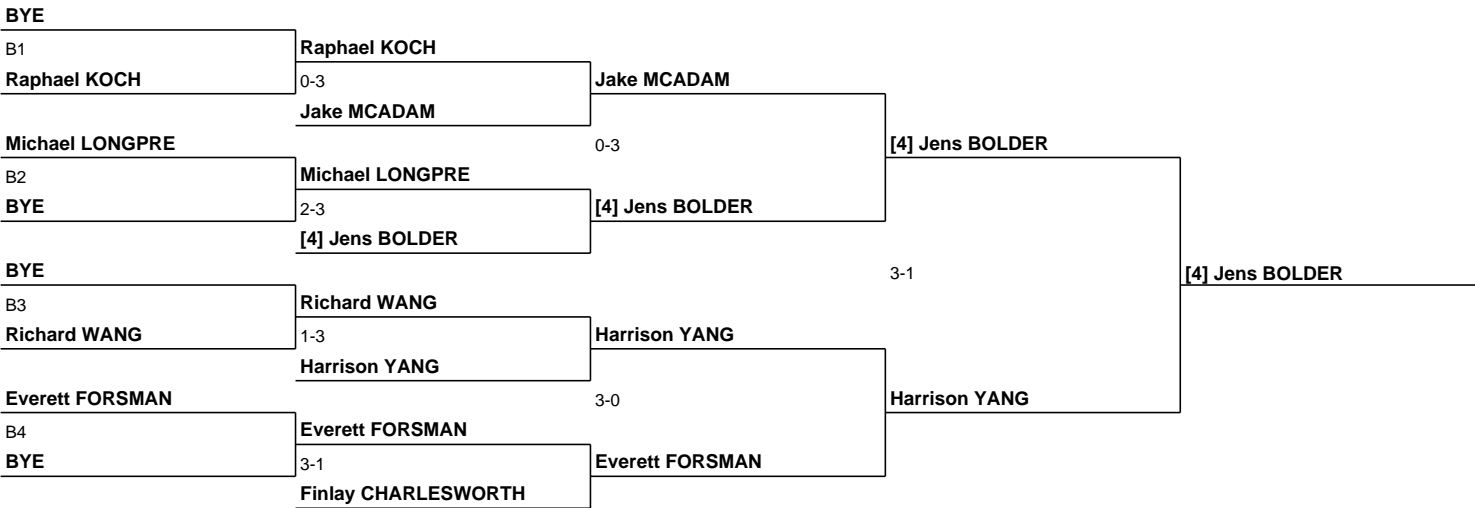 BYE
B1
Raphael KOCH
Raphael KOCH
0-3
Jake MCADAM
Jake MCADAM
Michael LONGPRE
0-3
[4] Jens BOLDER
B2
Michael LONGPRE
BYE
2-3
[4] Jens BOLDER
[4] Jens BOLDER
BYE
3-1
[4] Jens BOLDER
B3
Richard WANG
Richard WANG
1-3
Harrison YANG
Harrison YANG
Everett FORSMAN
3-0
Harrison YANG
B4
Everett FORSMAN
BYE
3-1
Everett FORSMAN
Finlay CHARLESWORTH